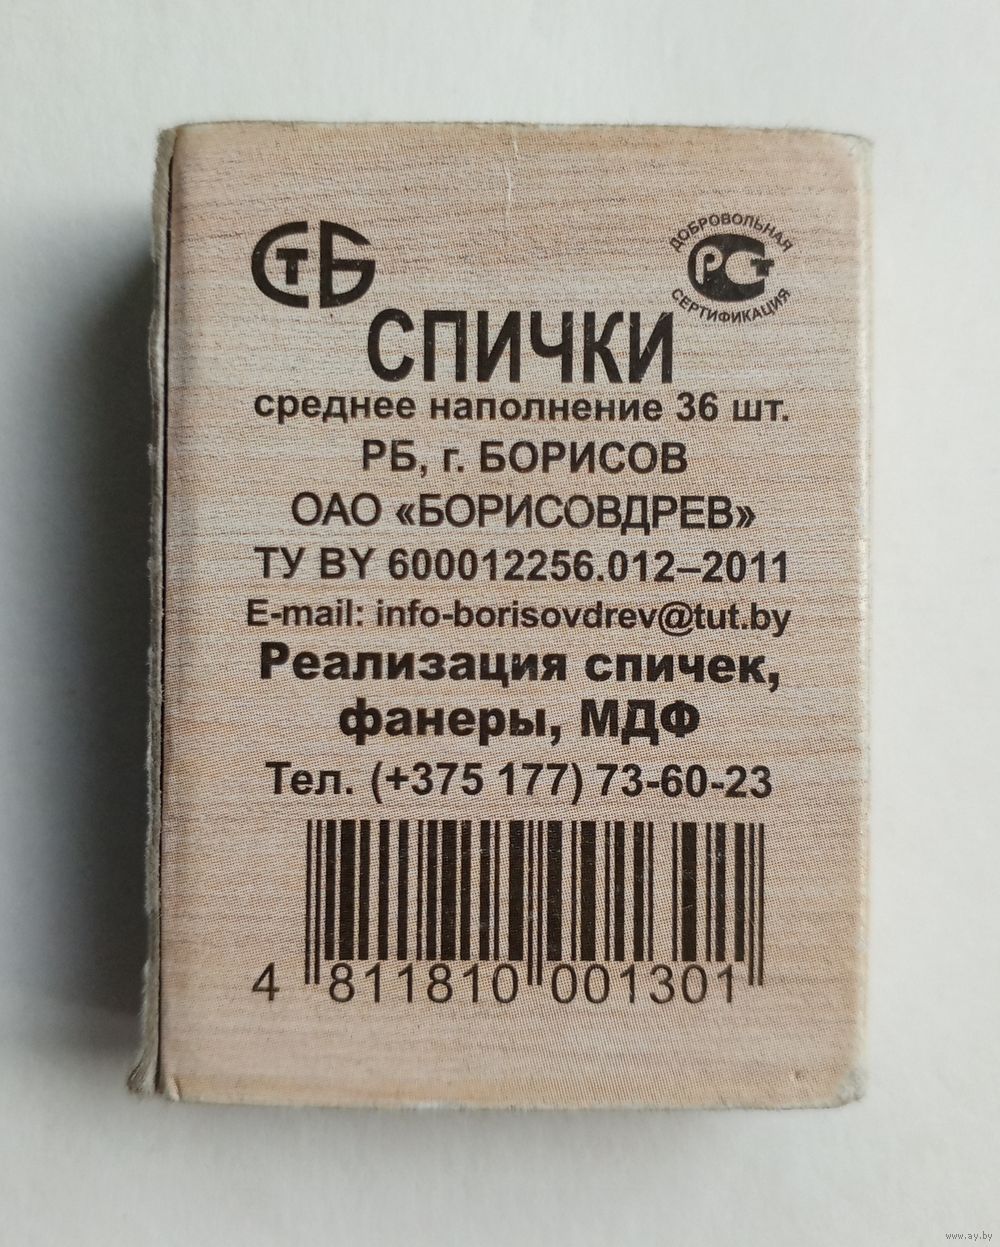 СТБ
ДОБРОВОЛЬНАЯ
РСТ
СЕРТИФИКАЦИЯ
СПИЧКИ
среднее наполнение 36 шт.
РБ, г. БОРИСОВ
ОАО «БОРИСОВДРЕВ»
ТУ BY 600012256.012–2011
E-mail: info-borisovdrev@tut.by
Реализация спичек,
фанеры, МДФ
Тел. (+375 177) 73-60-23
4 811810 001301
www.ay.by